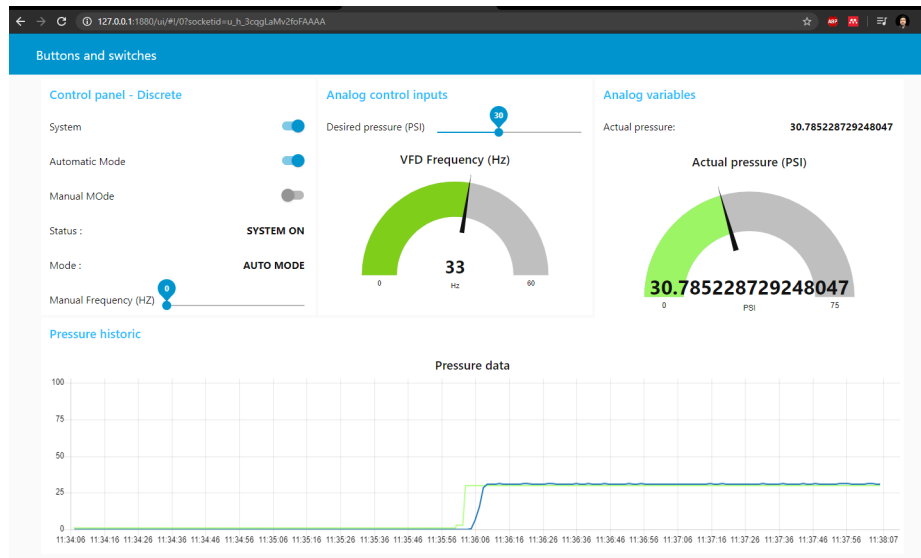 127.0.0.1:1880/ui/#!/0?socketid=u_h_3cqgLaMv2foFAAAA
ABP
Buttons and switches
Control panel - Discrete
System
Automatic Mode
Manual MOde
Status : SYSTEM ON
Mode : AUTO MODE
Manual Frequency (HZ) 0
Analog control inputs
Desired pressure (PSI) 30
VFD Frequency (Hz)
33
0 Hz 60
Analog variables
Actual pressure: 30.785228729248047
Actual pressure (PSI)
30.785228729248047
0 PSI 75
Pressure historic
Pressure data
100
75
50
25
0
11:34:06 11:34:16 11:34:26 11:34:36 11:34:46 11:34:56 11:35:06 11:35:16 11:35:26 11:35:36 11:35:46 11:35:56 11:36:06 11:36:16 11:36:26 11:36:36 11:36:46 11:36:56 11:37:06 11:37:16 11:37:26 11:37:36 11:37:46 11:37:56 11:38:07